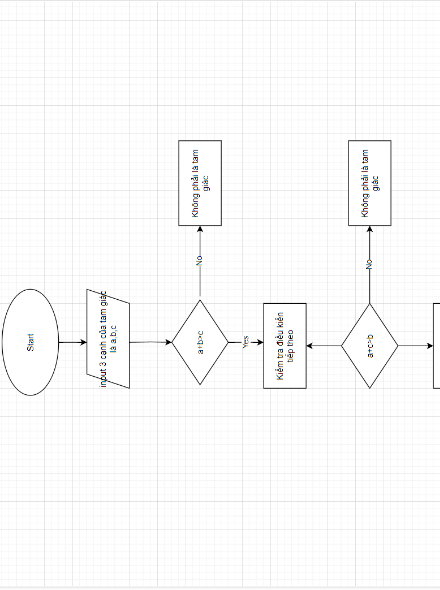 Start
input 3 cạnh của tam giác
là a,b,c
a+b>c
No
Không phải là tam
giác
Yes
Kiểm tra điều kiện
tiếp theo
a+c>b
No
Không phải là tam
giác